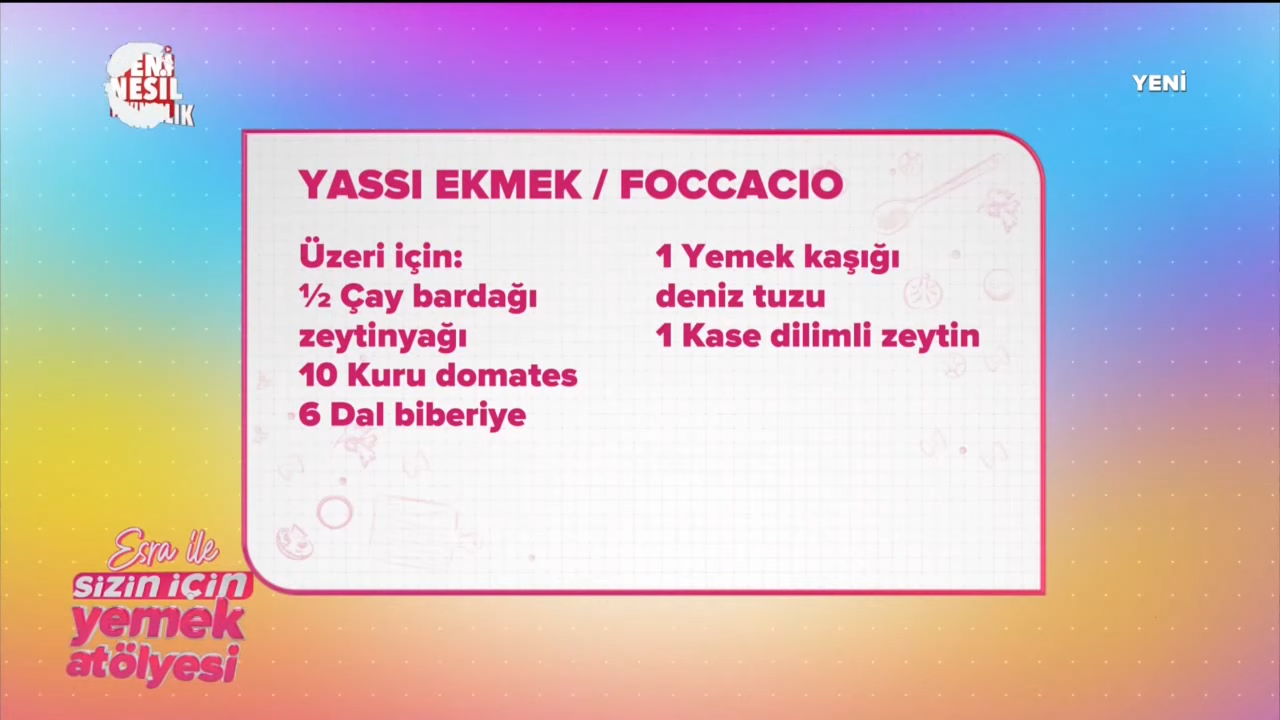 NESİL
YENİ
YASSI EKMEK / FOCCACIO
Üzeri için:
½ Çay bardağı
zeytinyağı
10 Kuru domates
6 Dal biberiye
1 Yemek kaşığı
deniz tuzu
1 Kase dilimli zeytin
Esra ile
sizin için
yemek
atölyesi